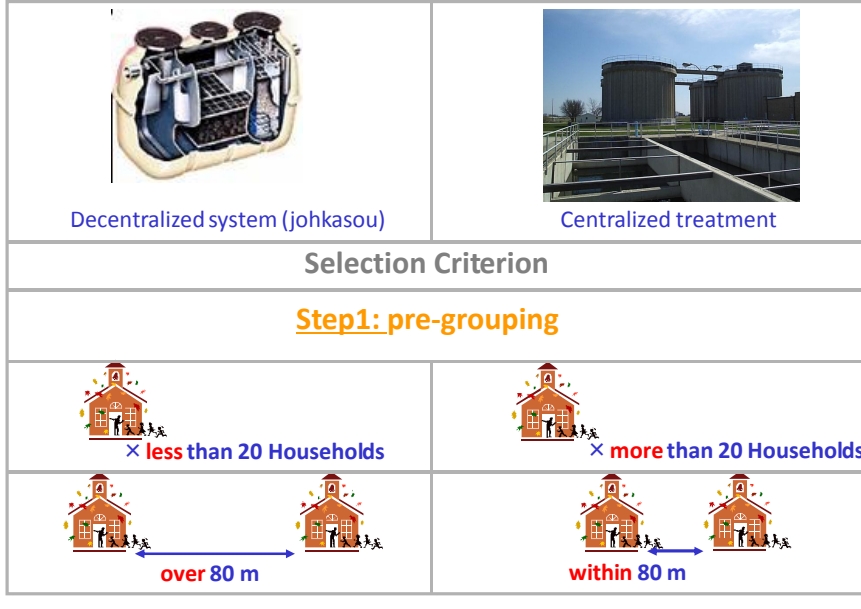 Decentralized system (johkasou)
Centralized treatment
Selection Criterion
Step1: pre-grouping
× less than 20 Households
× more than 20 Households
over 80 m
within 80 m